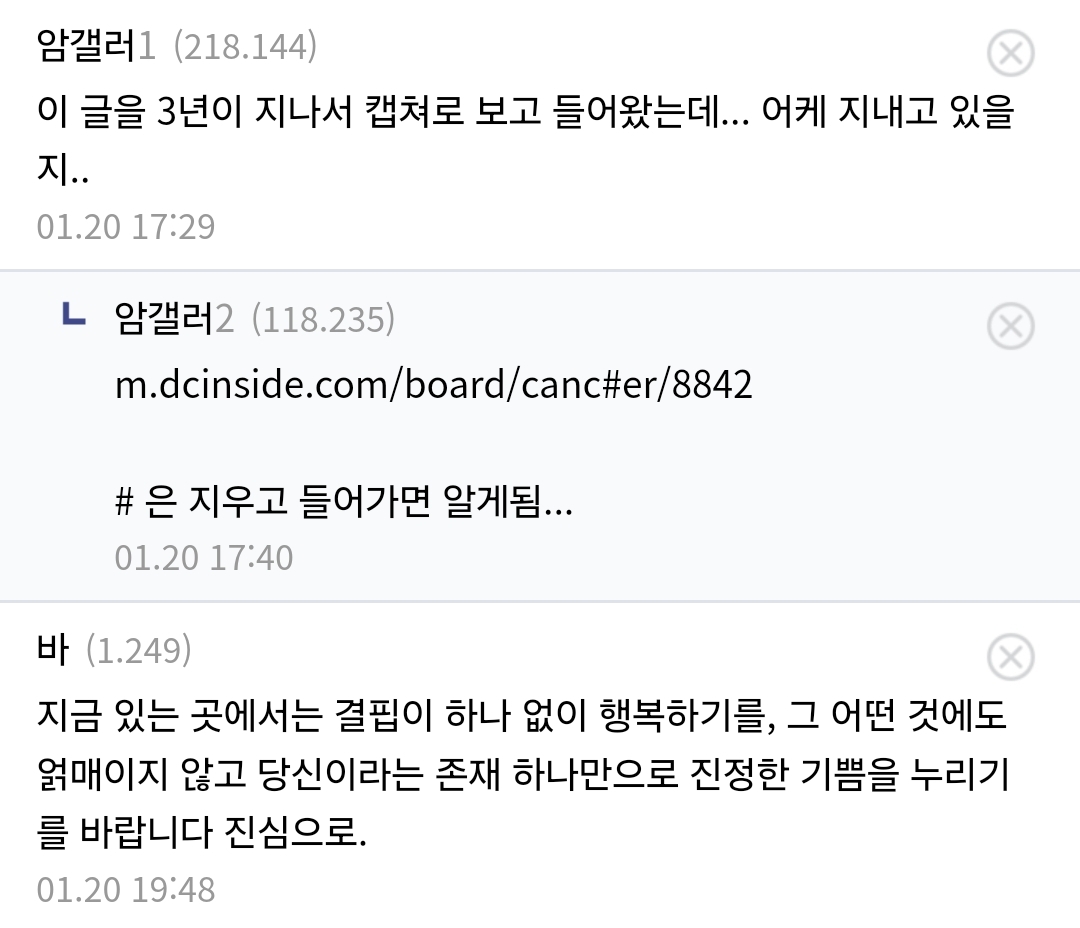 암갤러1 (218.144)
이 글을 3년이 지나서 캡쳐로 보고 들어왔는데... 어케 지내고 있을
지..
01.20 17:29
암갤러2 (118.235)
m.dcinside.com/board/canc#er/8842
# 은 지우고 들어가면 알게됨...
01.20 17:40
바 (1.249)
지금 있는 곳에서는 결핍이 하나 없이 행복하기를, 그 어떤 것에도
얽매이지 않고 당신이라는 존재 하나만으로 진정한 기쁨을 누리기
를 바랍니다 진심으로.
01.20 19:48